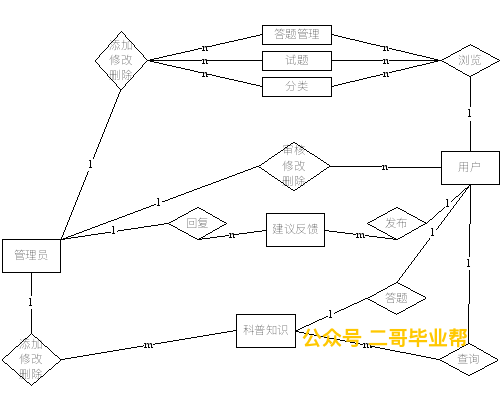 答题管理
添加
修改
删除
n
n
试题
n
n
浏览
n
分类
n
1
审核
修改
删除
1
n
用户
1
1
回复
1
n
建议反馈
m
发布
1
管理员
1
1
答题
1
科普知识
公众号 二哥毕业帮
添加
修改
删除
m
m
查询